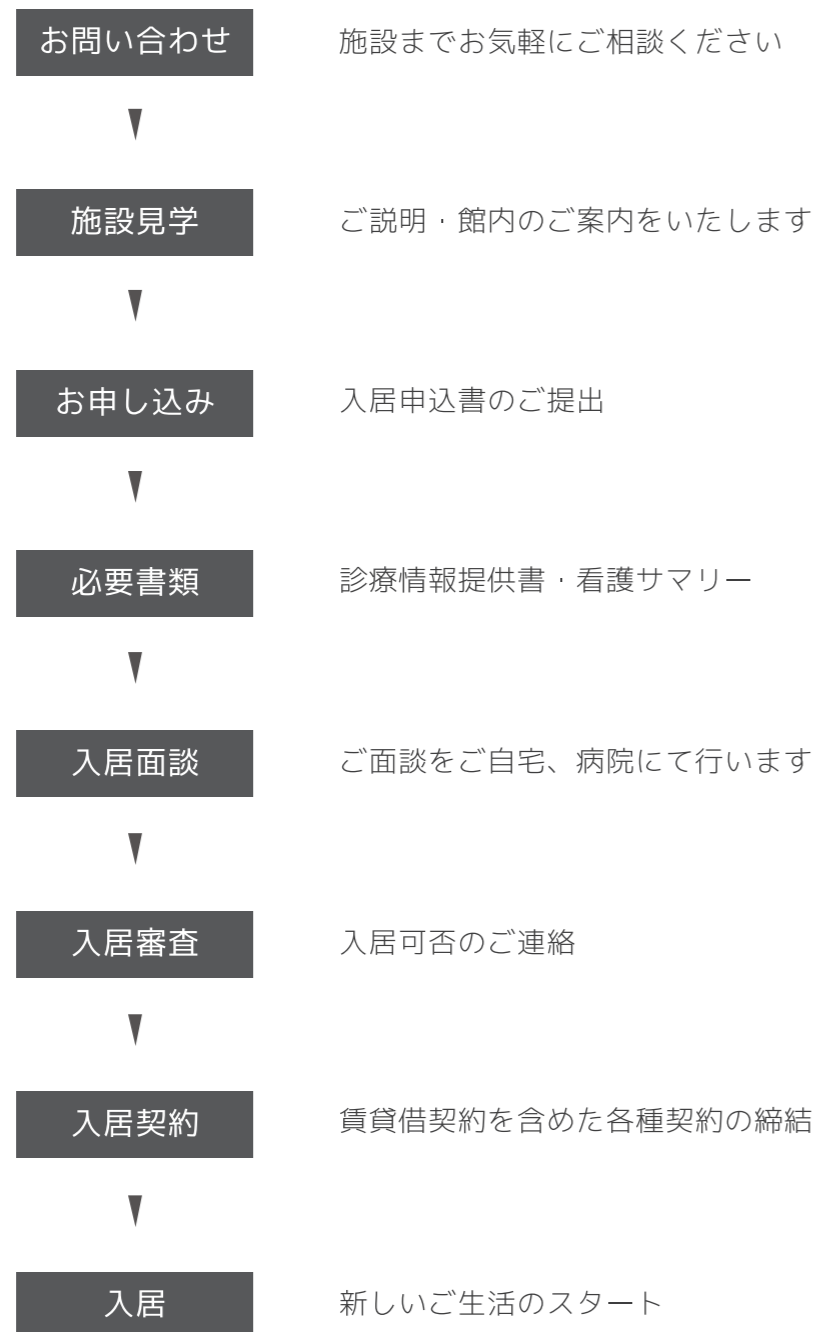 お問い合わせ
施設までお気軽にご相談ください
施設見学
ご説明・館内のご案内をいたします
お申し込み
入居申込書のご提出
必要書類
診療情報提供書・看護サマリー
入居面談
ご面談をご自宅、病院にて行います
入居審査
入居可否のご連絡
入居契約
賃貸借契約を含めた各種契約の締結
入居
新しいご生活のスタート